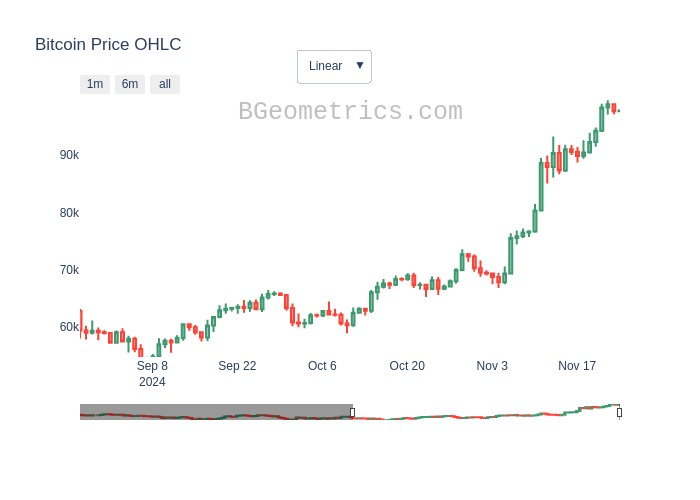 Bitcoin Price OHLC
Linear ▼
1m 6m all
BGeometrics.com
90k
80k
70k
60k
Sep 8 Sep 22 Oct 6 Oct 20 Nov 3 Nov 17
2024